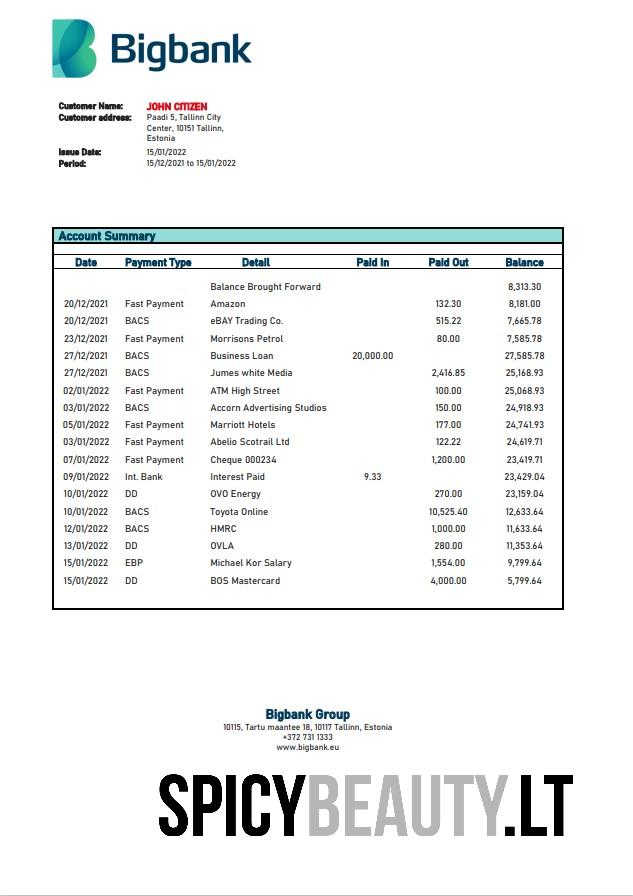 Bigbank
Customer Name: JOHN CITIZEN
Customer address: Paadi 5, Tallinn City
Center, 10151 Tallinn,
Estonia
Issue Date: 15/01/2022
Period: 15/12/2021 to 15/01/2022
Account Summary
Date Payment Type Detail Paid In Paid Out Balance
Balance Brought Forward 8,313.30
20/12/2021 Fast Payment Amazon 132.30 8,181.00
20/12/2021 BACS eBAY Trading Co. 515.22 7,665.78
23/12/2021 Fast Payment Morrisons Petrol 80.00 7,585.78
27/12/2021 BACS Business Loan 20,000.00 27,585.78
27/12/2021 BACS Jumes white Media 2,416.85 25,168.93
02/01/2022 Fast Payment ATM High Street 100.00 25,068.93
03/01/2022 BACS Accorn Advertising Studios 150.00 24,918.93
05/01/2022 Fast Payment Marriott Hotels 177.00 24,741.93
03/01/2022 Fast Payment Abelio Scotrail Ltd 122.22 24,619.71
07/01/2022 Fast Payment Cheque 000234 1,200.00 23,419.71
09/01/2022 Int. Bank Interest Paid 9.33 23,429.04
10/01/2022 DD OVO Energy 270.00 23,159.04
10/01/2022 BACS Toyota Online 10,525.40 12,633.64
12/01/2022 BACS HMRC 1,000.00 11,633.64
13/01/2022 DD OVLA 280.00 11,353.64
15/01/2022 EBP Michael Kor Salary 1,554.00 9,799.64
15/01/2022 DD BOS Mastercard 4,000.00 5,799.64
Bigbank Group
10115, Tartu maantee 18, 10117 Tallinn, Estonia
+372 731 1333
www.bigbank.eu
SPICYBEAUTY.LT